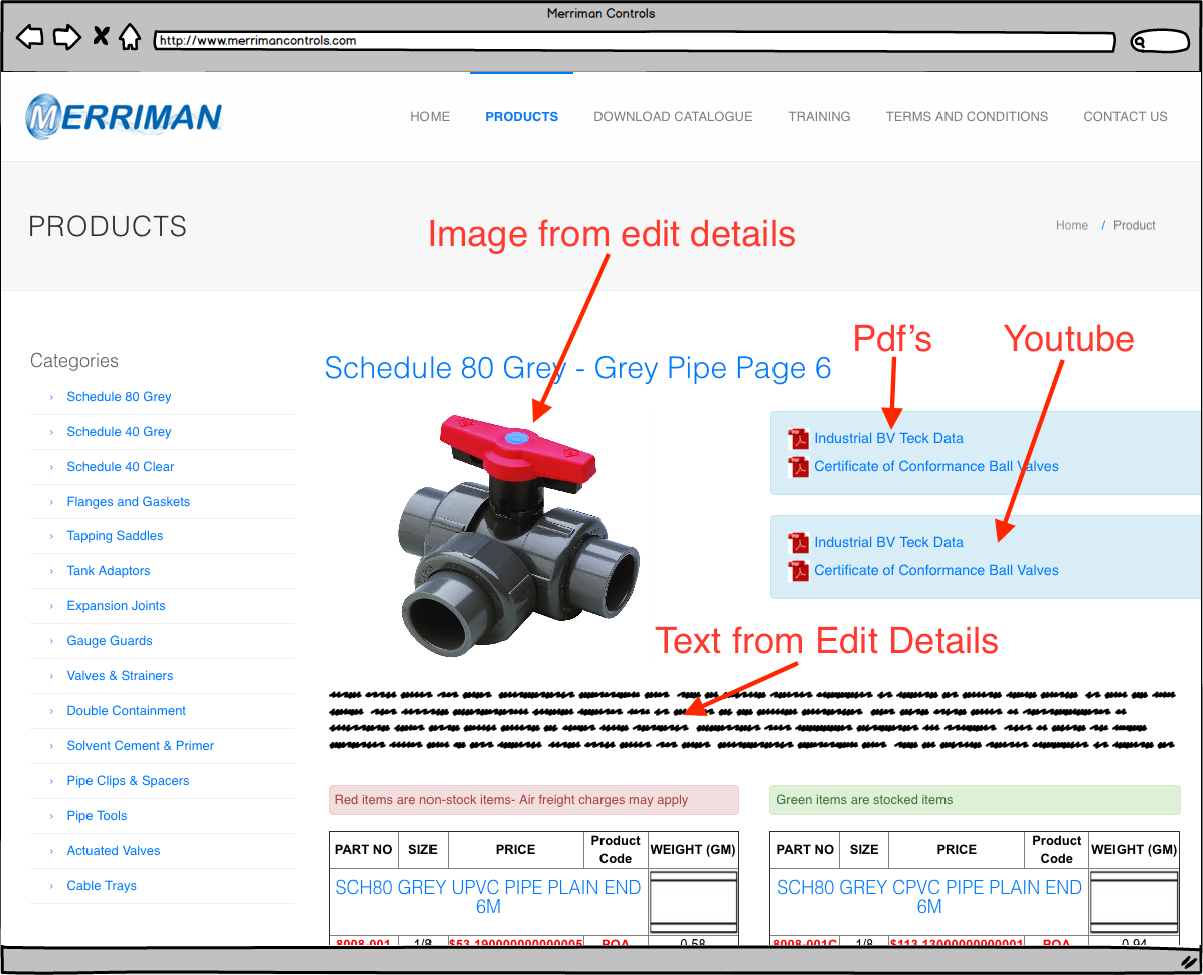 Merriman Controls
http://www.merrimancontrols.com
MERRIMAN
HOME PRODUCTS DOWNLOAD CATALOGUE TRAINING TERMS AND CONDITIONS CONTACT US
PRODUCTS
Image from edit details
Home / Product
Pdf's
Youtube
Categories
› Schedule 80 Grey
› Schedule 40 Grey
› Schedule 40 Clear
› Flanges and Gaskets
› Tapping Saddles
› Tank Adaptors
› Expansion Joints
› Gauge Guards
› Valves & Strainers
› Double Containment
› Solvent Cement & Primer
› Pipe Clips & Spacers
› Pipe Tools
› Actuated Valves
› Cable Trays
Schedule 80 Grey - Grey Pipe Page 6
Industrial BV Teck Data
Certificate of Conformance Ball Valves
Industrial BV Teck Data
Certificate of Conformance Ball Valves
Text from Edit Details
Red items are non-stock items- Air freight charges may apply
PART NO SIZE PRICE Product Code WEIGHT (GM)
SCH80 GREY UPVC PIPE PLAIN END
6M
8008-001 1/8 $53.190000000000005 POA 0.58
Green items are stocked items
PART NO SIZE PRICE Product Code WEIGHT (GM)
SCH80 GREY CPVC PIPE PLAIN END
6M
8008-001C 1/8 $113.13000000000001 POA 0.94